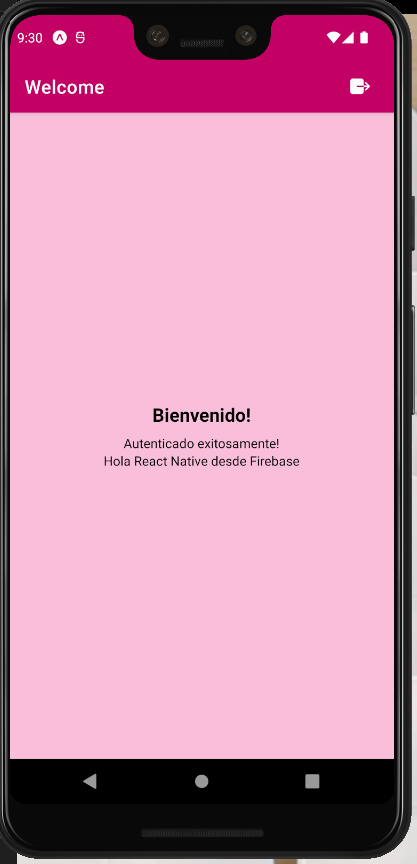 9:30
Welcome
Bienvenido!
Autenticado exitosamente!
Hola React Native desde Firebase